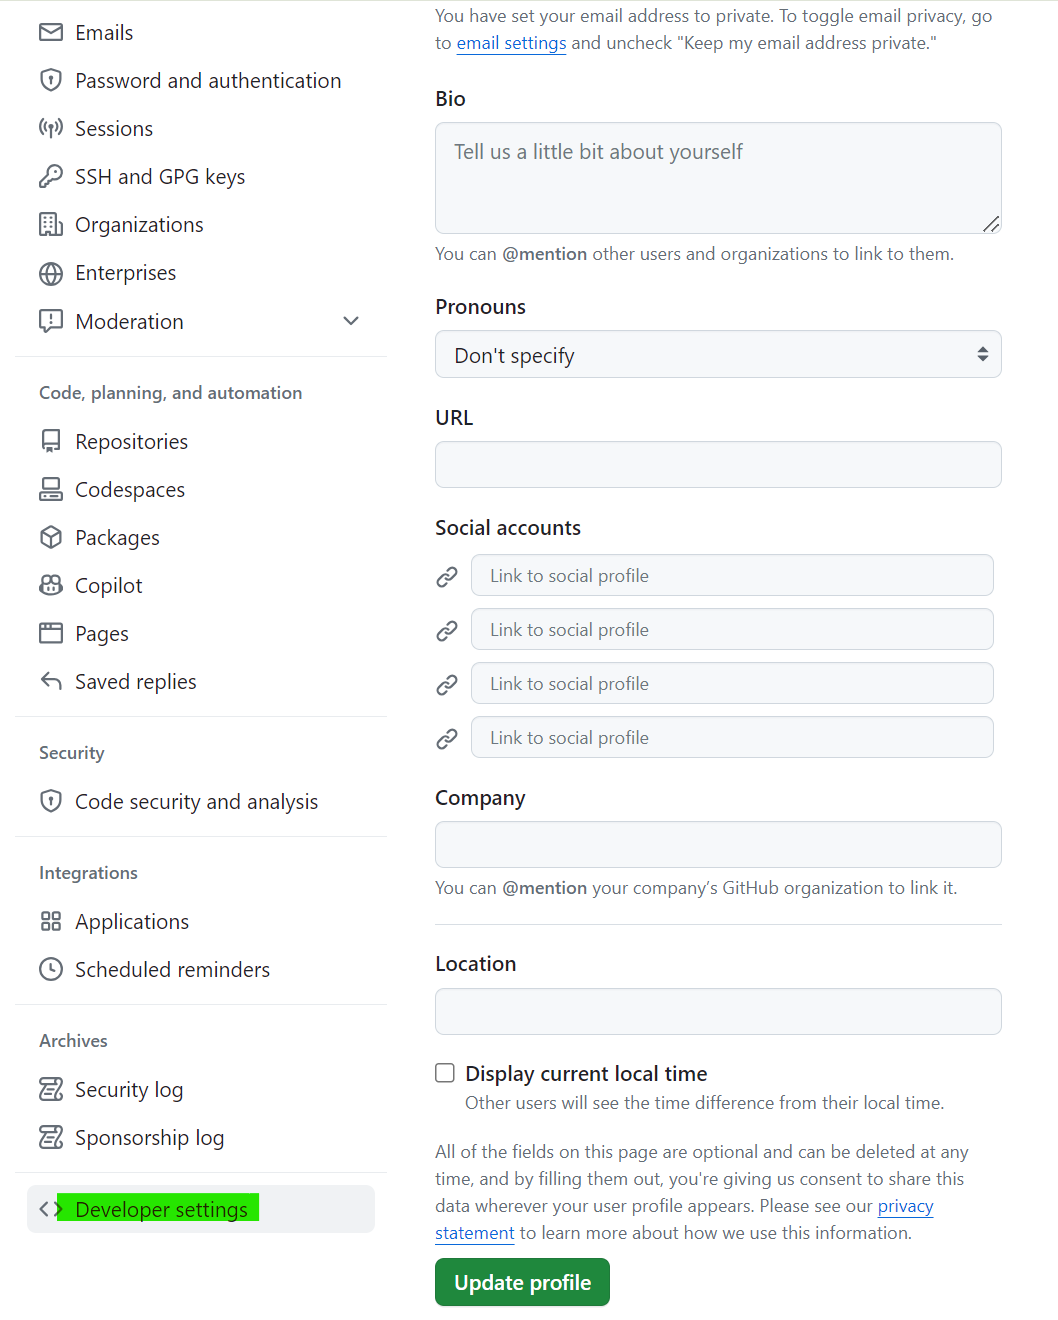 Emails
Password and authentication
Sessions
SSH and GPG keys
Organizations
Enterprises
Moderation
Code, planning, and automation
Repositories
Codespaces
Packages
Copilot
Pages
Saved replies
Security
Code security and analysis
Integrations
Applications
Scheduled reminders
Archives
Security log
Sponsorship log
Developer settings
You have set your email address to private. To toggle email privacy, go
to email settings and uncheck "Keep my email address private."
Bio
Tell us a little bit about yourself
You can @mention other users and organizations to link to them.
Pronouns
Don't specify
URL
Social accounts
Link to social profile
Link to social profile
Link to social profile
Link to social profile
Company
You can @mention your company’s GitHub organization to link it.
Location
Display current local time
Other users will see the time difference from their local time.
All of the fields on this page are optional and can be deleted at any
time, and by filling them out, you're giving us consent to share this
data wherever your user profile appears. Please see our privacy
statement to learn more about how we use this information.
Update profile